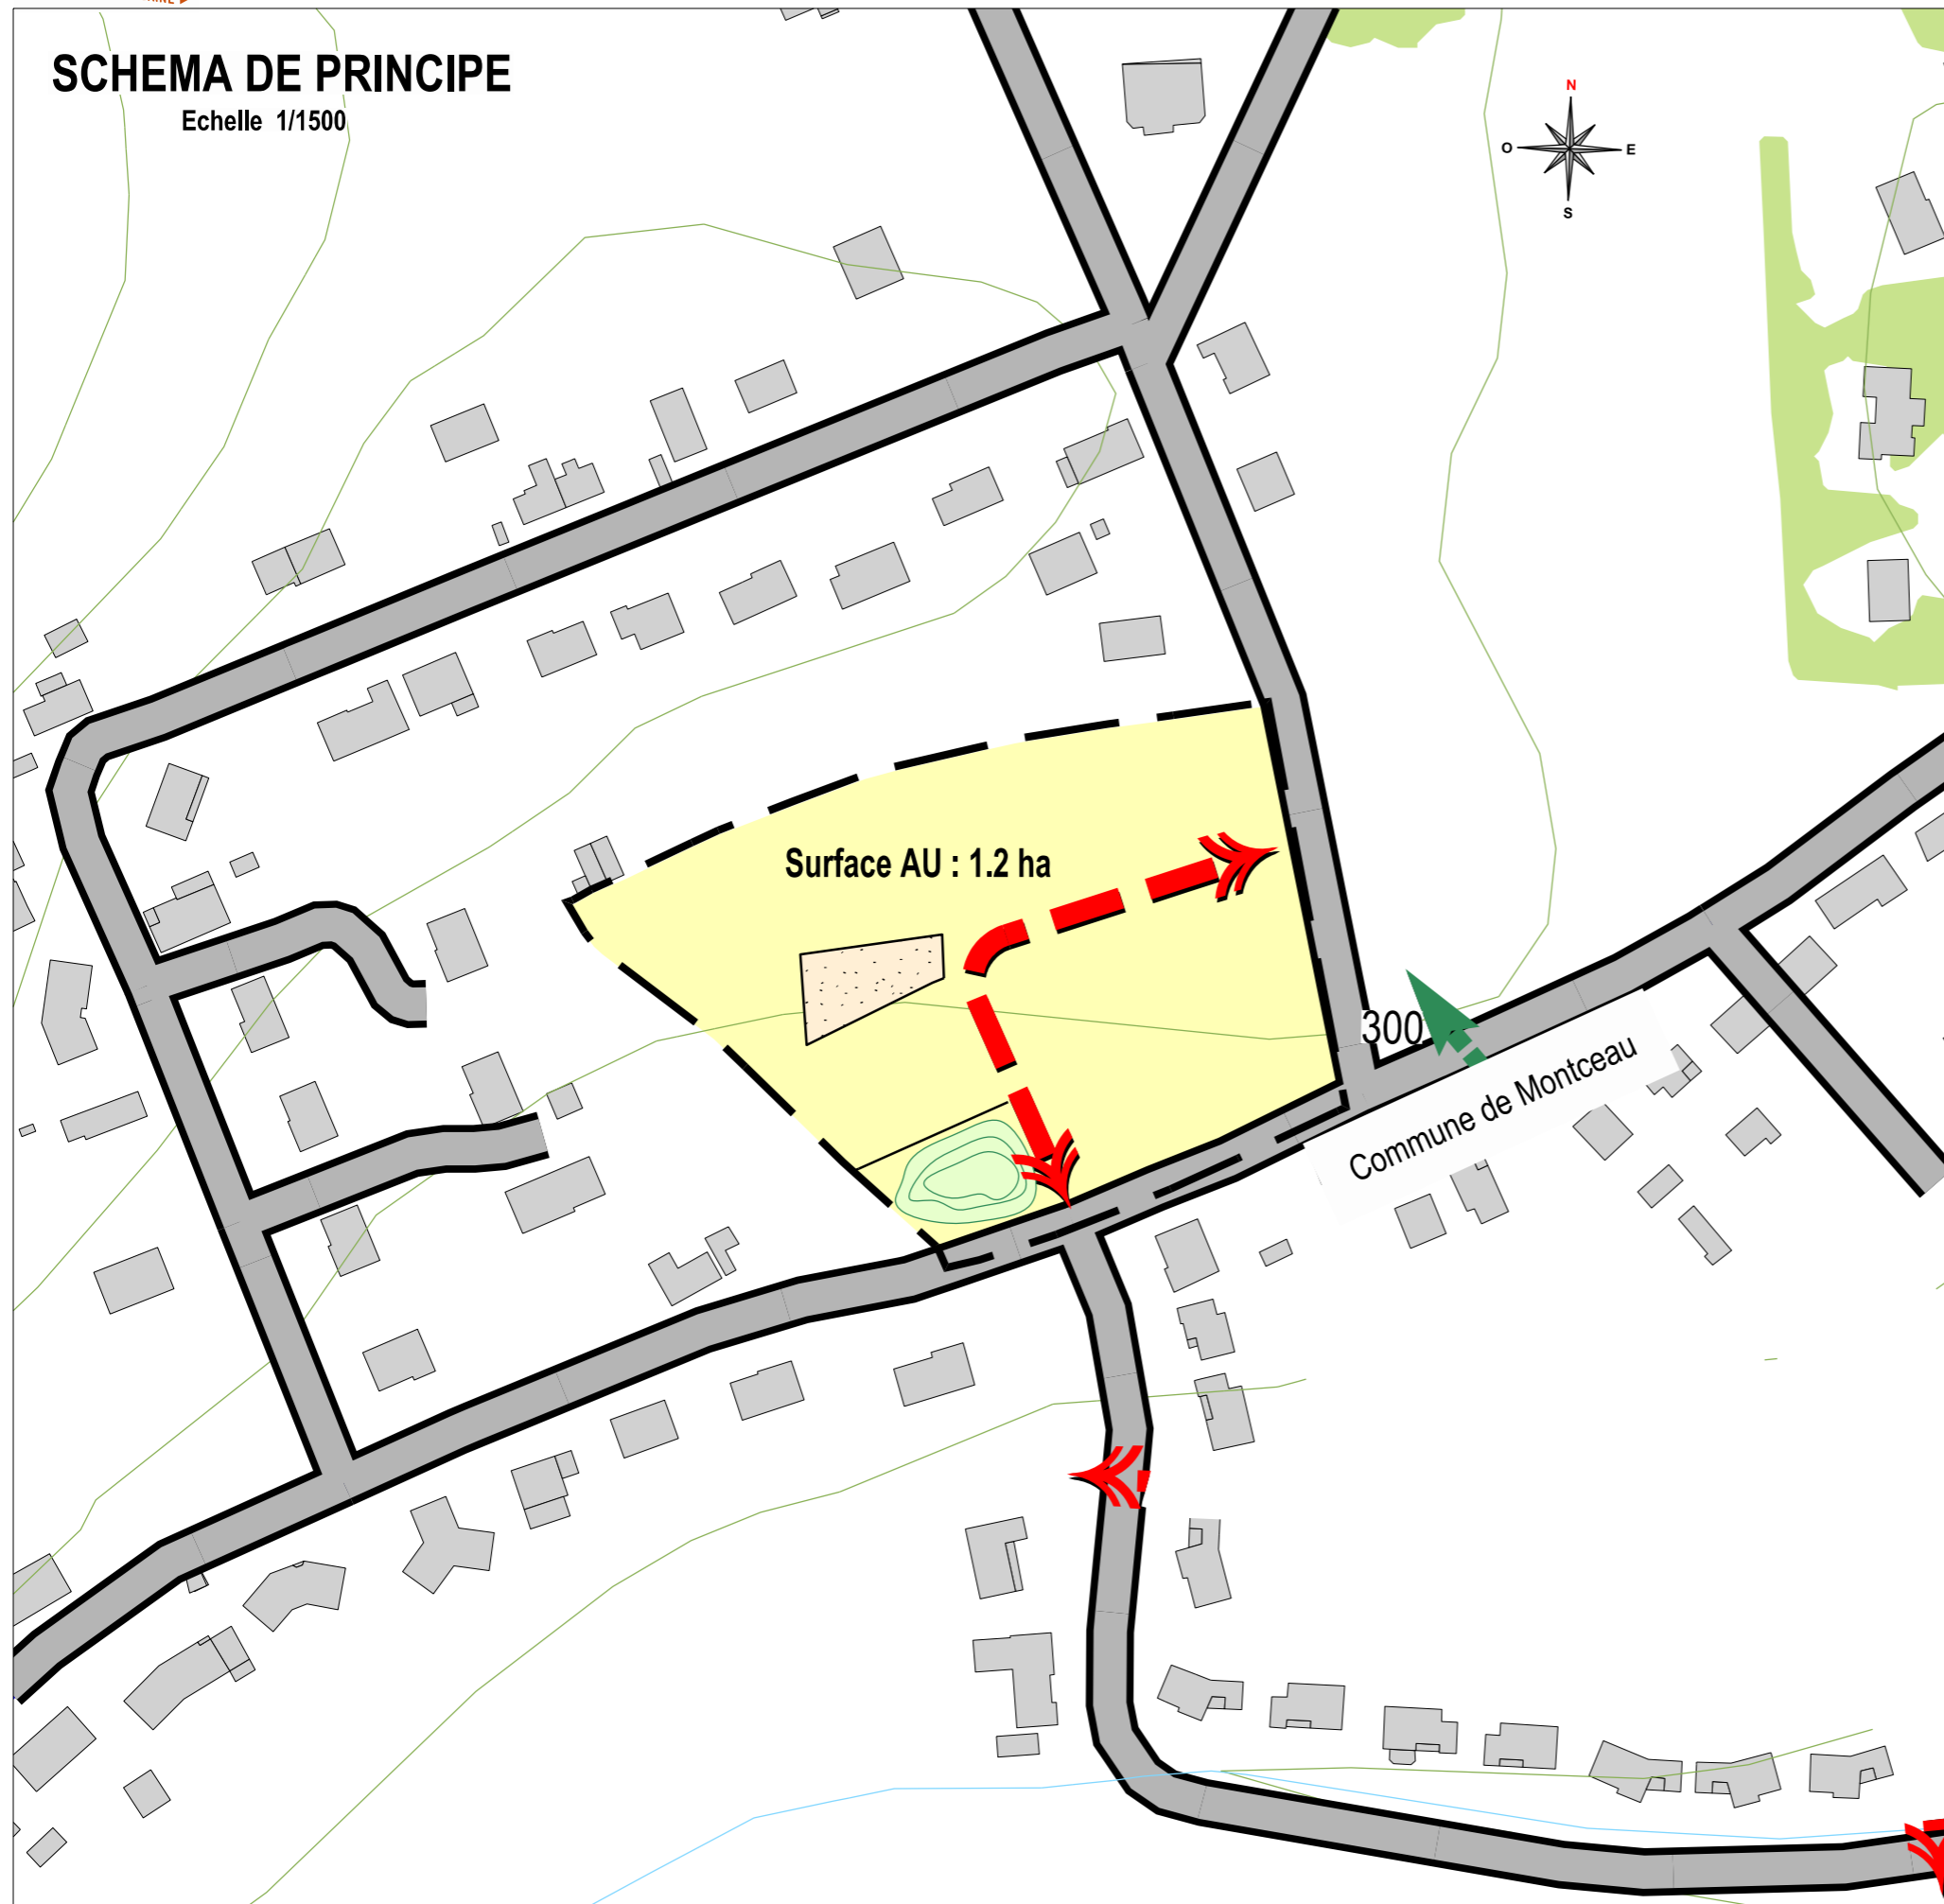 SCHEMA DE PRINCIPE
Echelle 1/1500
N
O
E
S
Surface AU : 1.2 ha
300
Commune de Montceau